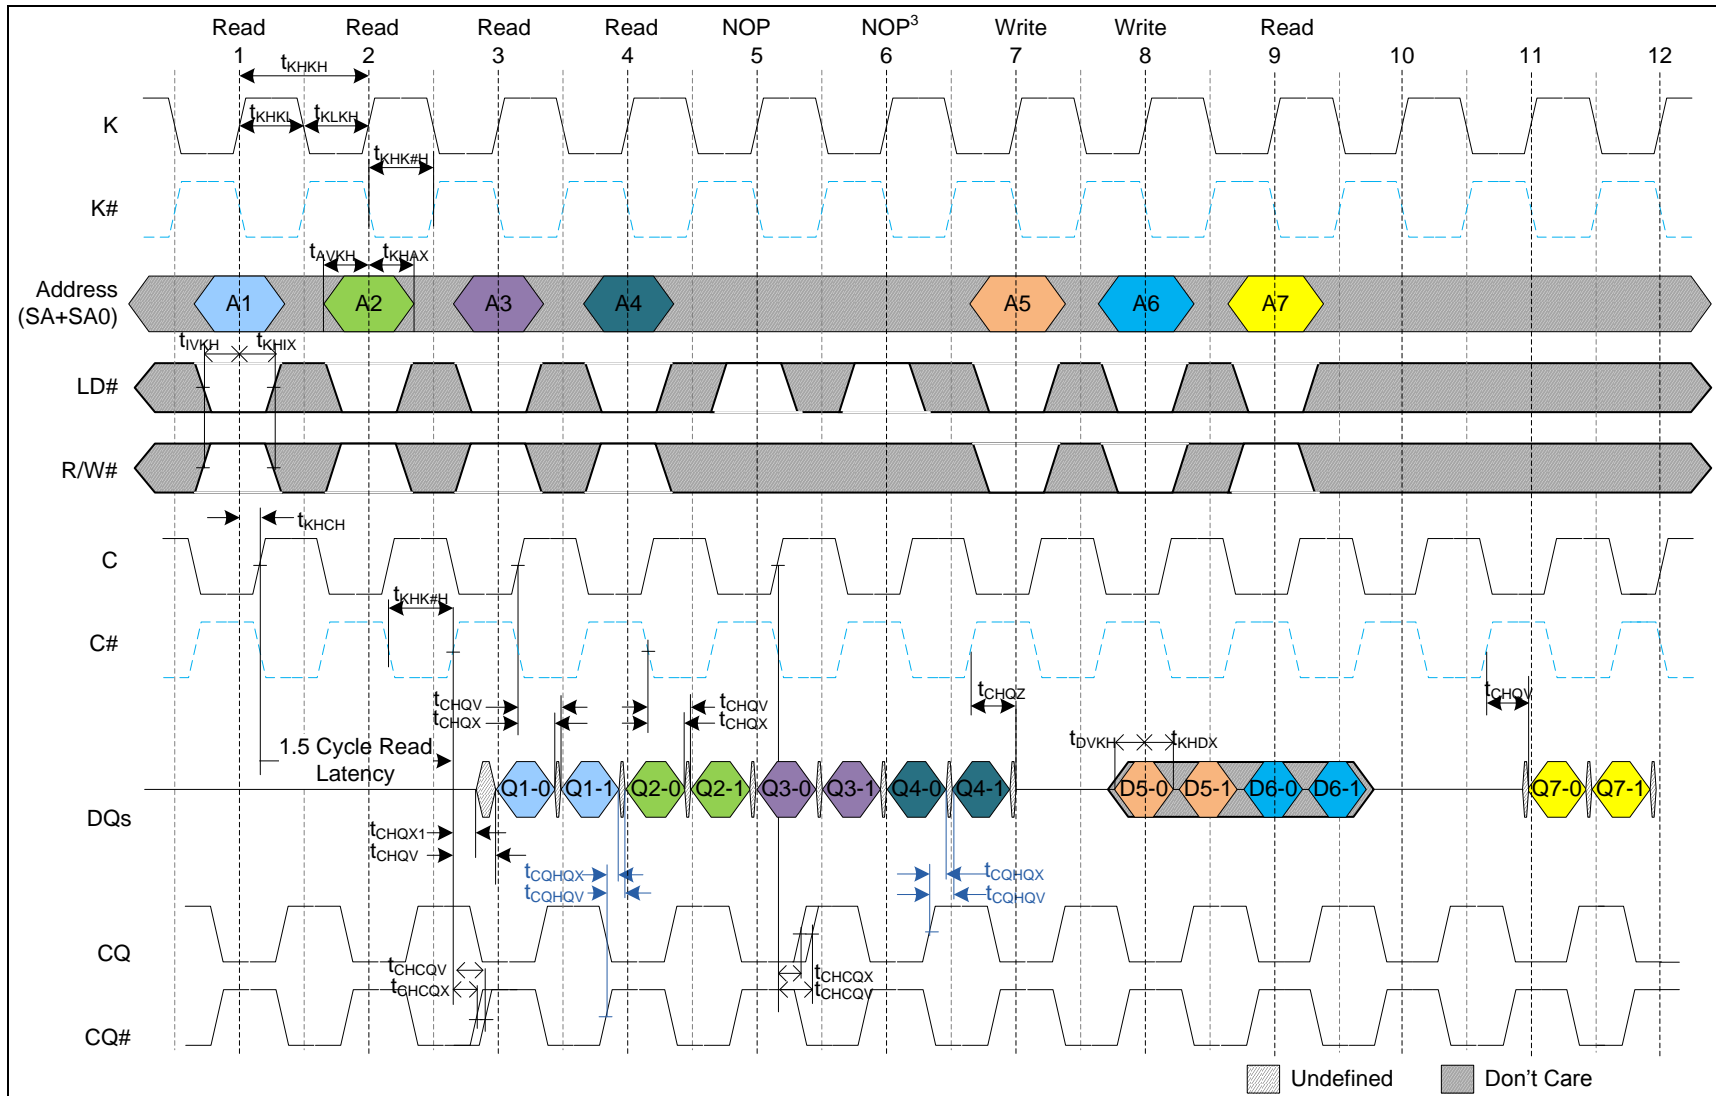 Read Read Read Read NOP NOP3 Write Write Read
1 2 3 4 5 6 7 8 9 10 11 12
tKHKH
K
tKHKL tKLKH
tKHK#H
K#
tAVKH tKHAX
Address
(SA+SA0)
A1 A2 A3 A4 A5 A6 A7
tIVKH tKHIX
LD#
R/W#
tKHCH
C
tKHK#H
C#
tCHQV tCHQV tCHQZ tCHQV
tCHQX tCHQX
1.5 Cycle Read
Latency
tDVKH tKHDX
DQs
Q1-0 Q1-1 Q2-0 Q2-1 Q3-0 Q3-1 Q4-0 Q4-1 D5-0 D5-1 D6-0 D6-1 Q7-0 Q7-1
tCHQX1
tCHQV
tCQHQX tCQHQX
tCQHQV tCQHQV
CQ
tCHCQV tCHCQX
tCHCQX tCHCQV
CQ#
Undefined Don't Care